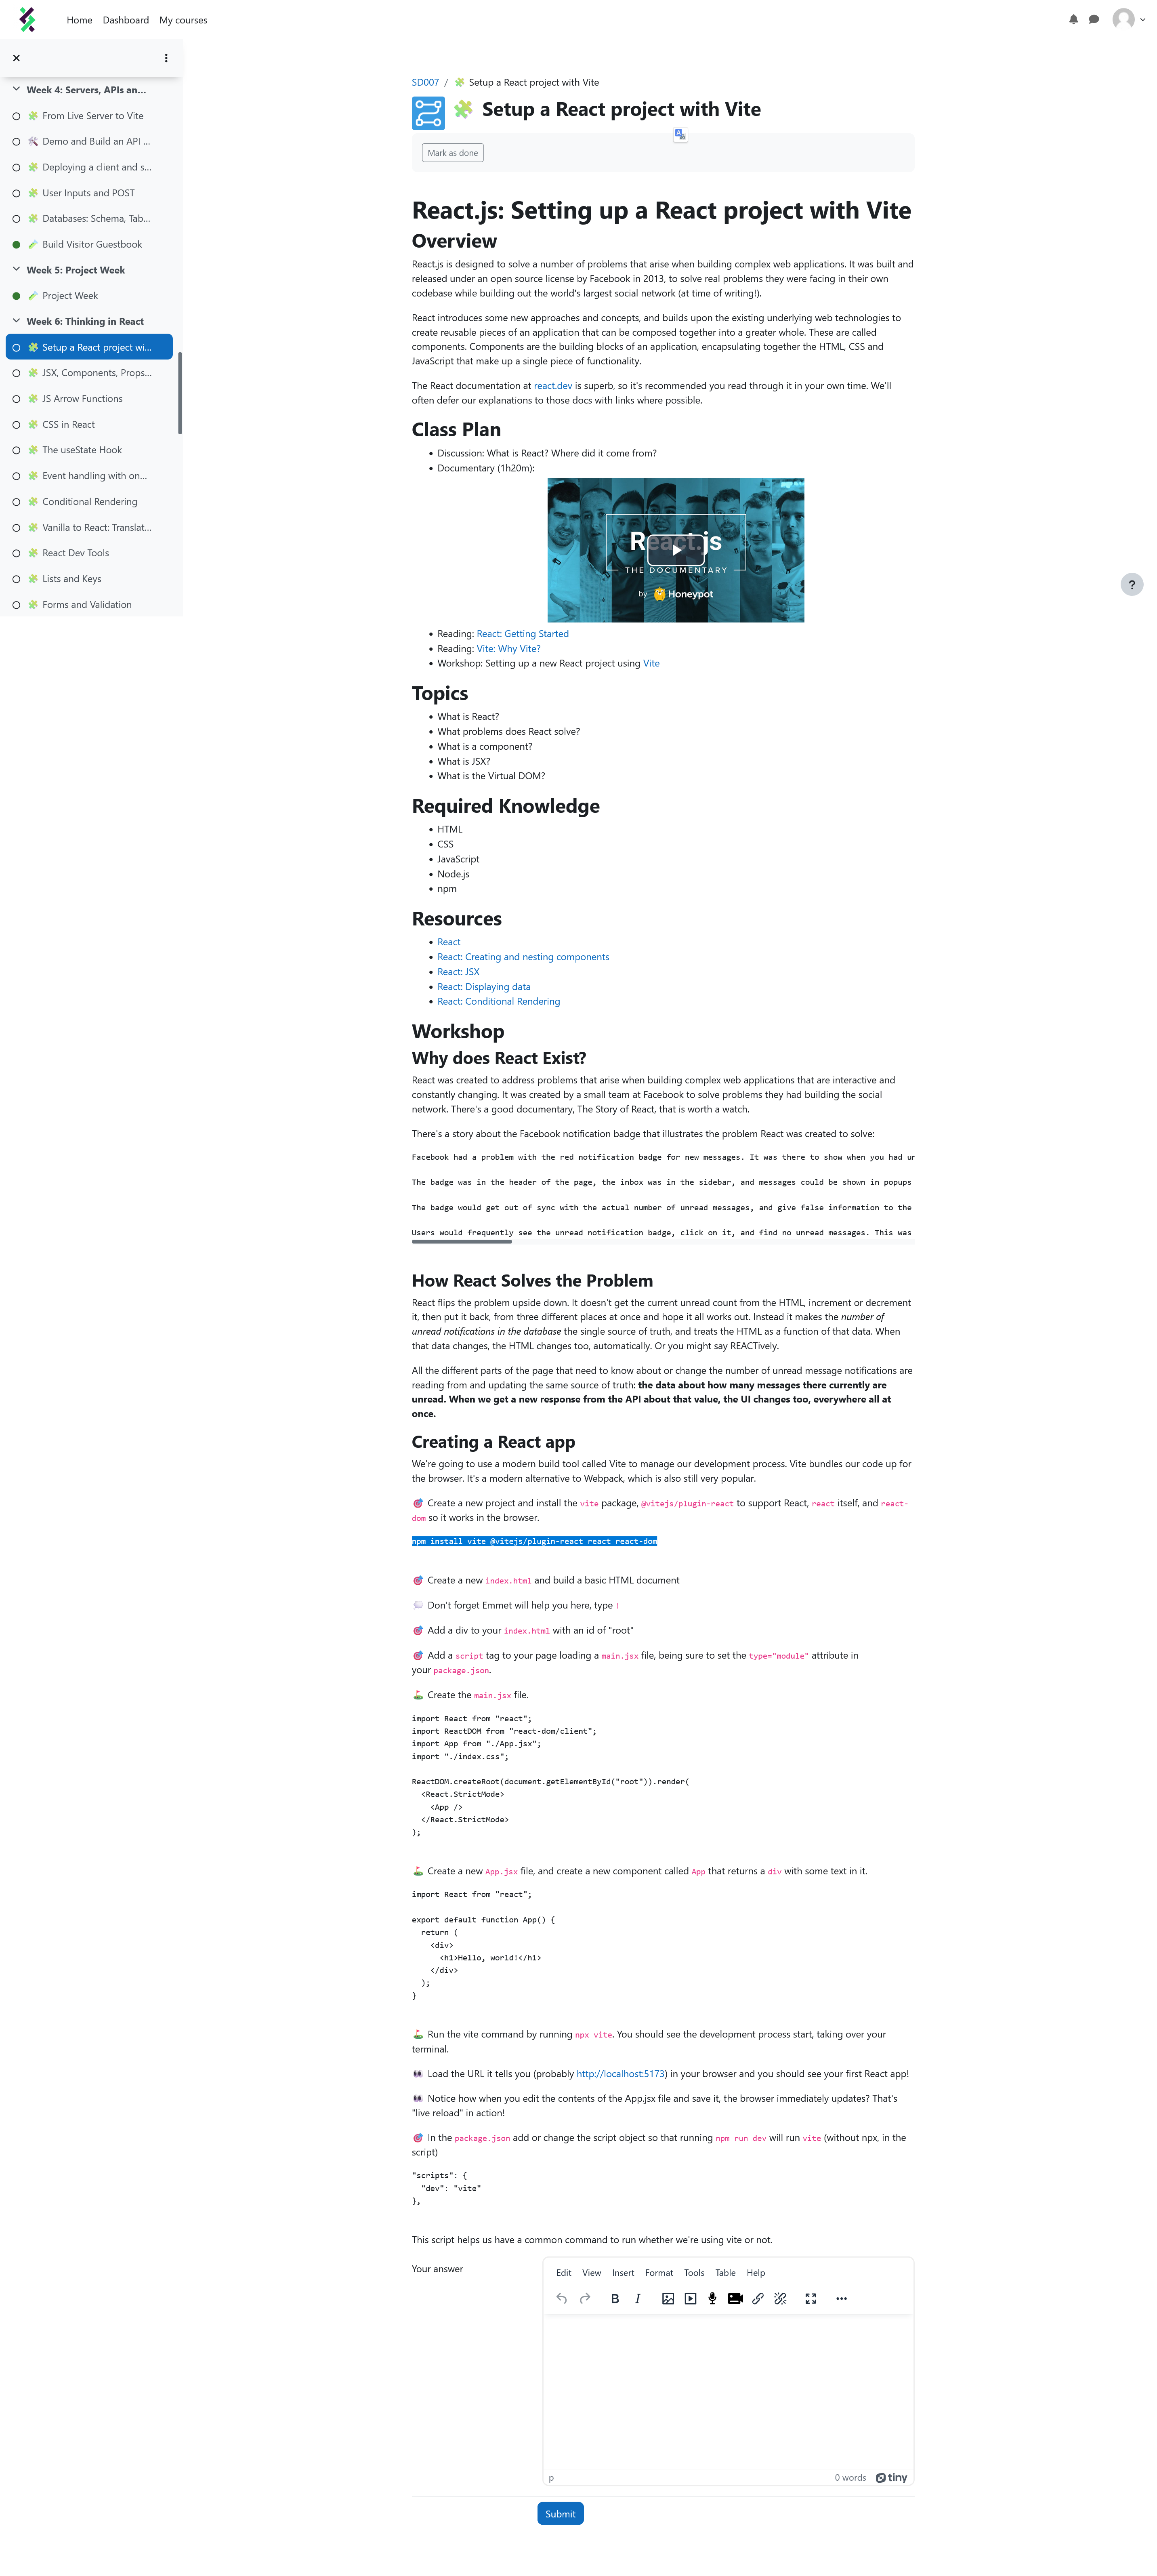 Home Dashboard My courses
Week 4: Servers, APIs an...
From Live Server to Vite
Demo and Build an API ...
Deploying a client and s...
User Inputs and POST
Databases: Schema, Tab...
Build Visitor Guestbook
Week 5: Project Week
Project Week
Week 6: Thinking in React
Setup a React project wi...
JSX, Components, Props...
JS Arrow Functions
CSS in React
The useState Hook
Event handling with on...
Conditional Rendering
Vanilla to React: Translat...
React Dev Tools
Lists and Keys
Forms and Validation
SD007 / Setup a React project with Vite
Setup a React project with Vite
Mark as done
React.js: Setting up a React project with Vite
Overview
React.js is designed to solve a number of problems that arise when building complex web applications. It was built and
released under an open source license by Facebook in 2013, to solve real problems they were facing in their own
codebase while building out the world's largest social network (at time of writing!).
React introduces some new approaches and concepts, and builds upon the existing underlying web technologies to
create reusable pieces of an application that can be composed together into a greater whole. These are called
components. Components are the building blocks of an application, encapsulating together the HTML, CSS and
JavaScript that make up a single piece of functionality.
The React documentation at react.dev is superb, so it's recommended you read through it in your own time. We'll
often defer our explanations to those docs with links where possible.
Class Plan
• Discussion: What is React? Where did it come from?
• Documentary (1h20m):
React.js
THE DOCUMENTARY
by Honeypot
• Reading: React: Getting Started
• Reading: Vite: Why Vite?
• Workshop: Setting up a new React project using Vite
Topics
• What is React?
• What problems does React solve?
• What is a component?
• What is JSX?
• What is the Virtual DOM?
Required Knowledge
• HTML
• CSS
• JavaScript
• Node.js
• npm
Resources
• React
• React: Creating and nesting components
• React: JSX
• React: Displaying data
• React: Conditional Rendering
Workshop
Why does React Exist?
React was created to address problems that arise when building complex web applications that are interactive and
constantly changing. It was created by a small team at Facebook to solve problems they had building the social
network. There's a good documentary, The Story of React, that is worth a watch.
There's a story about the Facebook notification badge that illustrates the problem React was created to solve:
Facebook had a problem with the red notification badge for new messages. It was there to show when you had
The badge was in the header of the page, the inbox was in the sidebar, and messages could be shown in popups
The badge would get out of sync with the actual number of unread messages, and give false information to the
Users would frequently see the unread notification badge, click on it, and find no unread messages. This was
How React Solves the Problem
React flips the problem upside down. It doesn't get the current unread count from the HTML, increment or decrement
it, then put it back, from three different places at once and hope it all works out. Instead it makes the number of
unread notifications in the database the single source of truth, and treats the HTML as a function of that data. When
that data changes, the HTML changes too, automatically. Or you might say REACTively.
All the different parts of the page that need to know about or change the number of unread message notifications are
reading from and updating the same source of truth: the data about how many messages there currently are
unread. When we get a new response from the API about that value, the UI changes too, everywhere all at
once.
Creating a React app
We're going to use a modern build tool called Vite to manage our development process. Vite bundles our code up for
the browser. It's a modern alternative to Webpack, which is also still very popular.
🎯 Create a new project and install the vite package, @vitejs/plugin-react to support React, react itself, and react-
dom so it works in the browser.
npm install vite @vitejs/plugin-react react react-dom
🎯 Create a new index.html and build a basic HTML document
💭 Don't forget Emmet will help you here, type !
🎯 Add a div to your index.html with an id of "root"
🎯 Add a script tag to your page loading a main.jsx file, being sure to set the type="module" attribute in
your package.json.
⛳ Create the main.jsx file.
import React from "react";
import ReactDOM from "react-dom/client";
import App from "./App.jsx";
import "./index.css";
ReactDOM.createRoot(document.getElementById("root")).render(
<React.StrictMode>
<App />
</React.StrictMode>
);
⛳ Create a new App.jsx file, and create a new component called App that returns a div with some text in it.
import React from "react";
export default function App() {
return (
<div>
<h1>Hello, world!</h1>
</div>
);
}
⛳ Run the vite command by running npx vite. You should see the development process start, taking over your
terminal.
👀 Load the URL it tells you (probably http://localhost:5173) in your browser and you should see your first React app!
👀 Notice how when you edit the contents of the App.jsx file and save it, the browser immediately updates? That's
"live reload" in action!
🎯 In the package.json add or change the script object so that running npm run dev will run vite (without npx, in the
script)
"scripts": {
"dev": "vite"
},
This script helps us have a common command to run whether we're using vite or not.
Your answer
Edit View Insert Format Tools Table Help
B I
p 0 words tiny
Submit
?